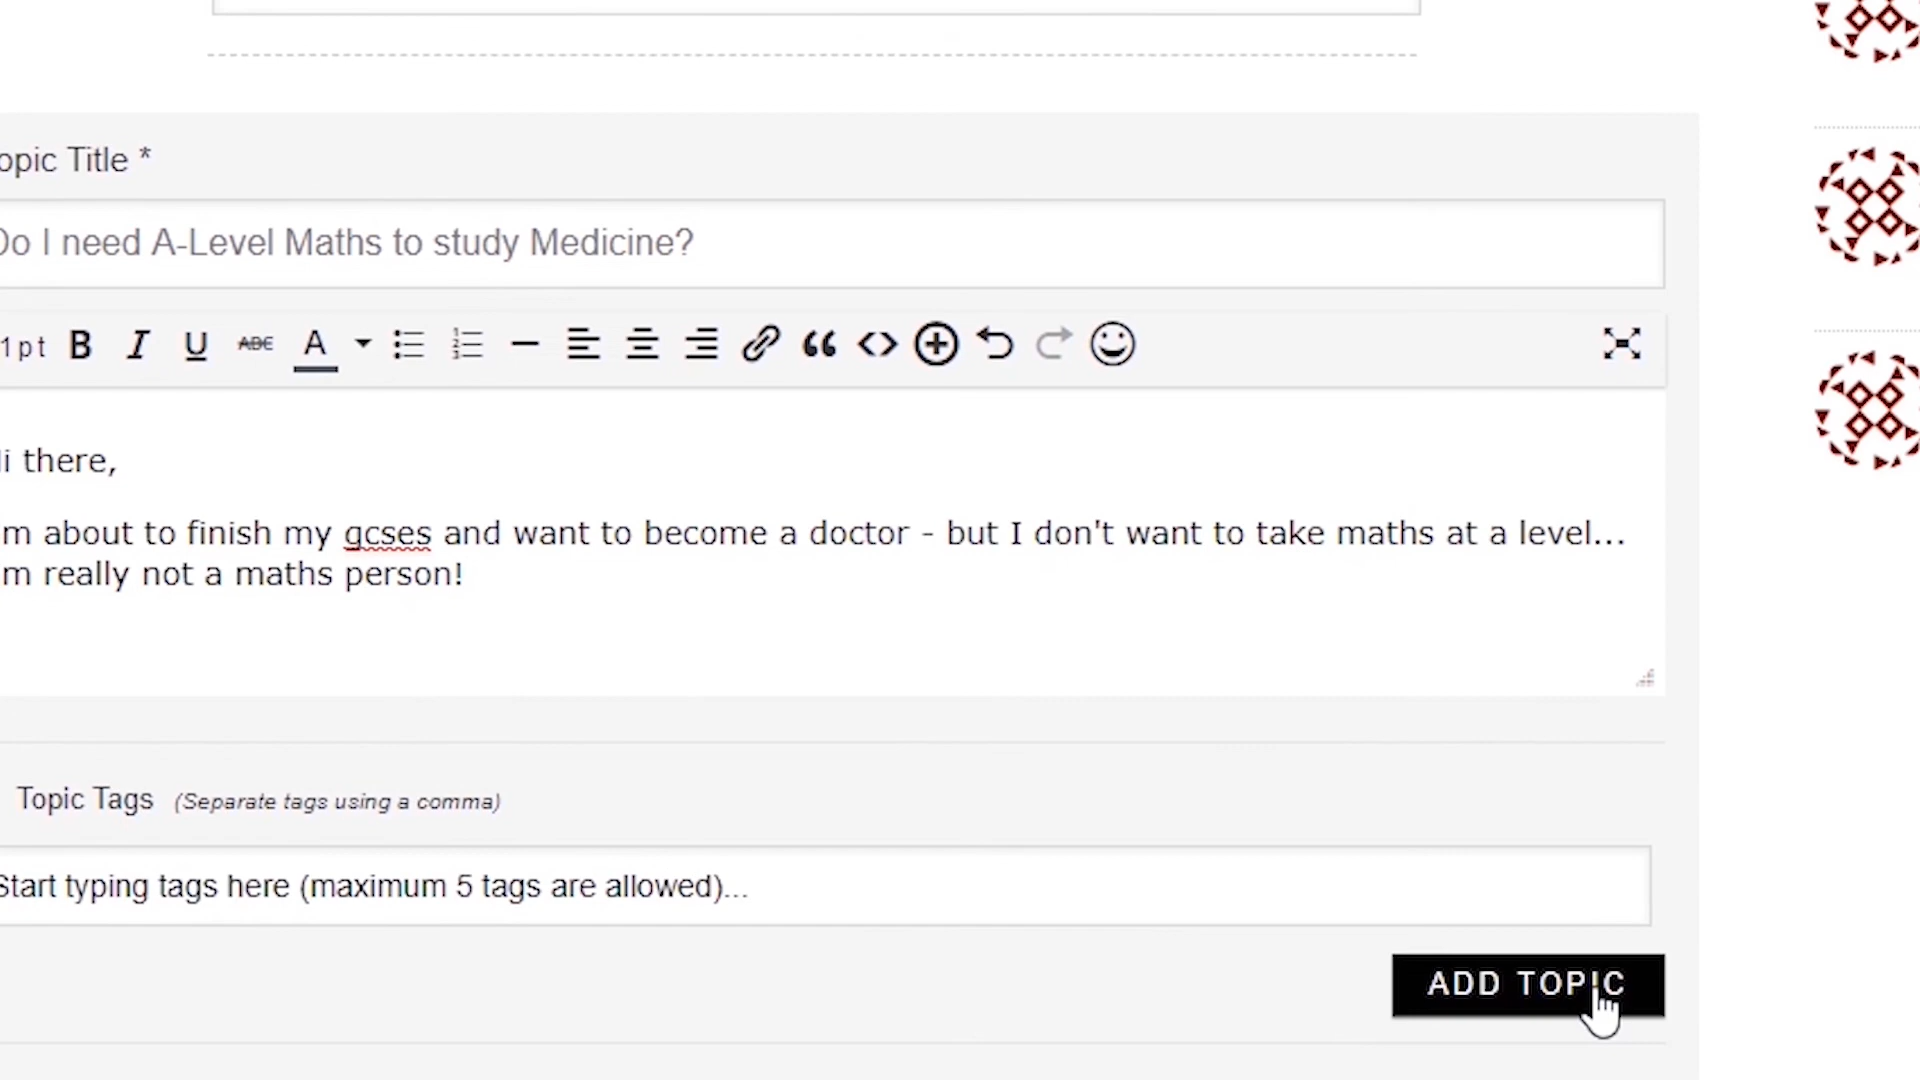 opic Title *
Do I need A-Level Maths to study Medicine?
1pt B I U ABC A
i there,
m about to finish my gcses and want to become a doctor - but I don't want to take maths at a level...
m really not a maths person!
Topic Tags (Separate tags using a comma)
Start typing tags here (maximum 5 tags are allowed)...
ADD TOPIC